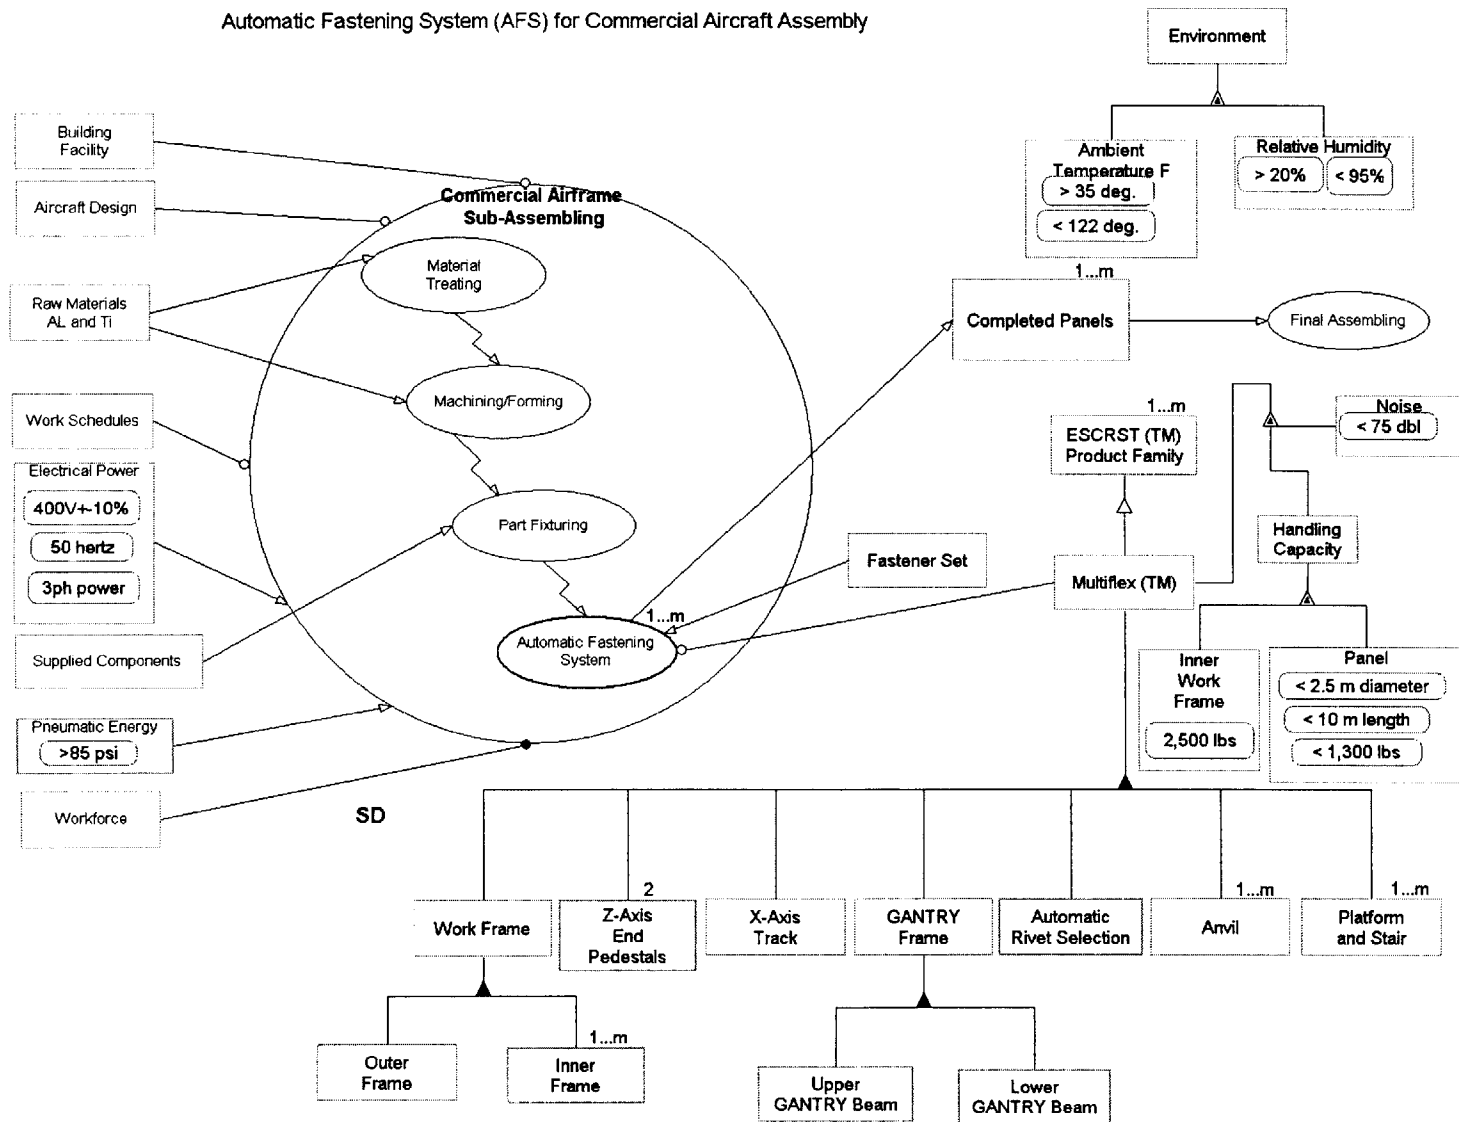 Automatic Fastening System (AFS) for Commercial Aircraft Assembly
Environment
Ambient
Temperature F
> 35 deg.
< 122 deg.
Relative Humidity
> 20%
< 95%
Building
Facility
Aircraft Design
Raw Materials
AL and Ti
Work Schedules
Electrical Power
400V+-10%
50 hertz
3ph power
Supplied Components
Pneumatic Energy
>85 psi
Workforce
Commercial Airframe
Sub-Assembling
Material
Treating
Machining/Forming
Part Fixturing
1...m
Automatic Fastening
System
SD
1...m
Completed Panels
Final Assembling
1...m
ESCRST (TM)
Product Family
Noise
< 75 dbl
Fastener Set
Multiflex (TM)
Handling
Capacity
Inner
Work
Frame
2,500 lbs
Panel
< 2.5 m diameter
< 10 m length
< 1,300 lbs
Work Frame
2
Z-Axis
End
Pedestals
X-Axis
Track
GANTRY
Frame
Automatic
Rivet Selection
1...m
Anvil
1...m
Platform
and Stair
Outer
Frame
1...m
Inner
Frame
Upper
GANTRY Beam
Lower
GANTRY Beam